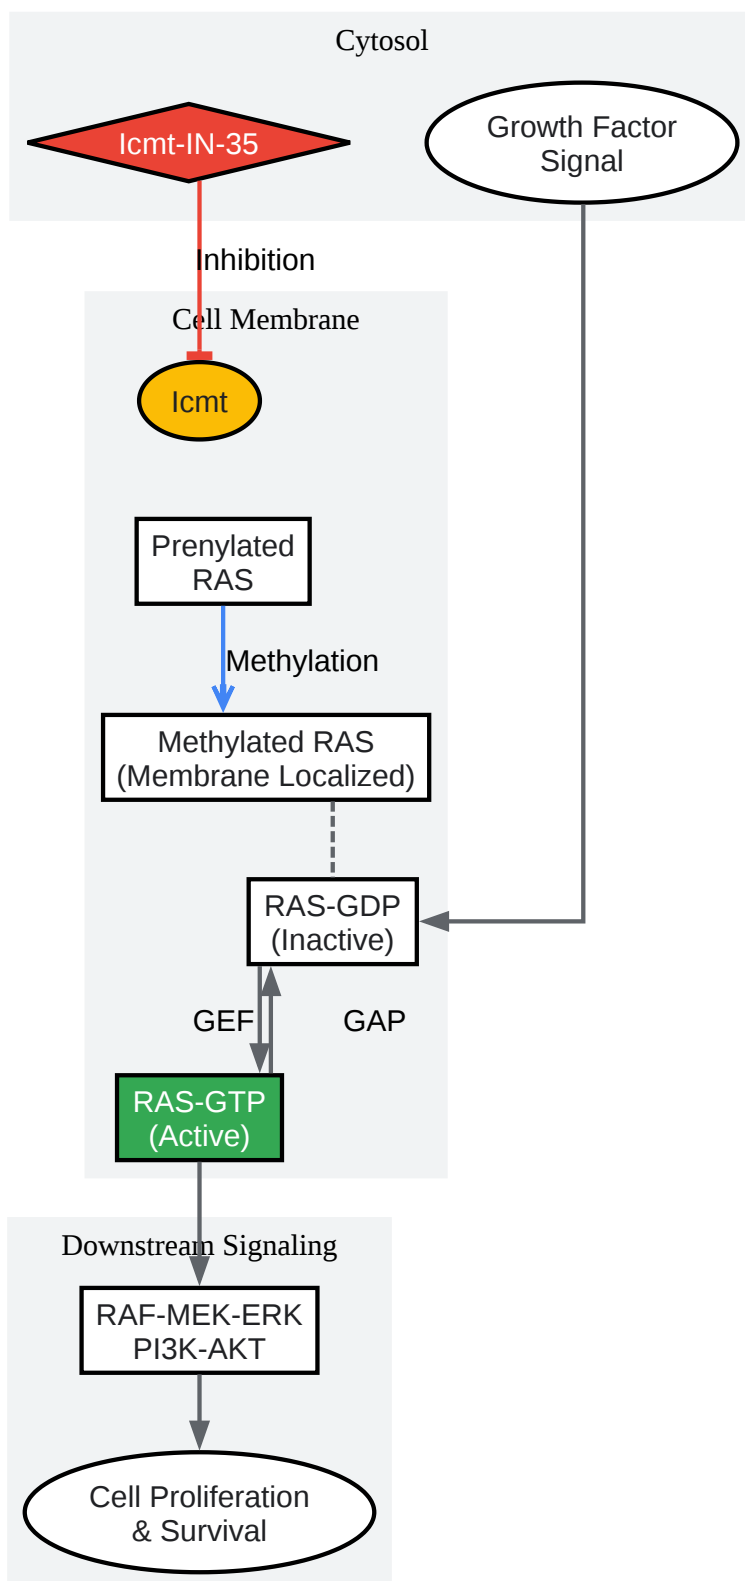 Cytosol
Icmt-IN-35
Growth Factor
Signal
Inhibition
Cell Membrane
Icmt
Prenylated
RAS
Methylation
Methylated RAS
(Membrane Localized)
RAS-GDP
(Inactive)
GEF
GAP
RAS-GTP
(Active)
Downstream Signaling
RAF-MEK-ERK
PI3K-AKT
Cell Proliferation
& Survival